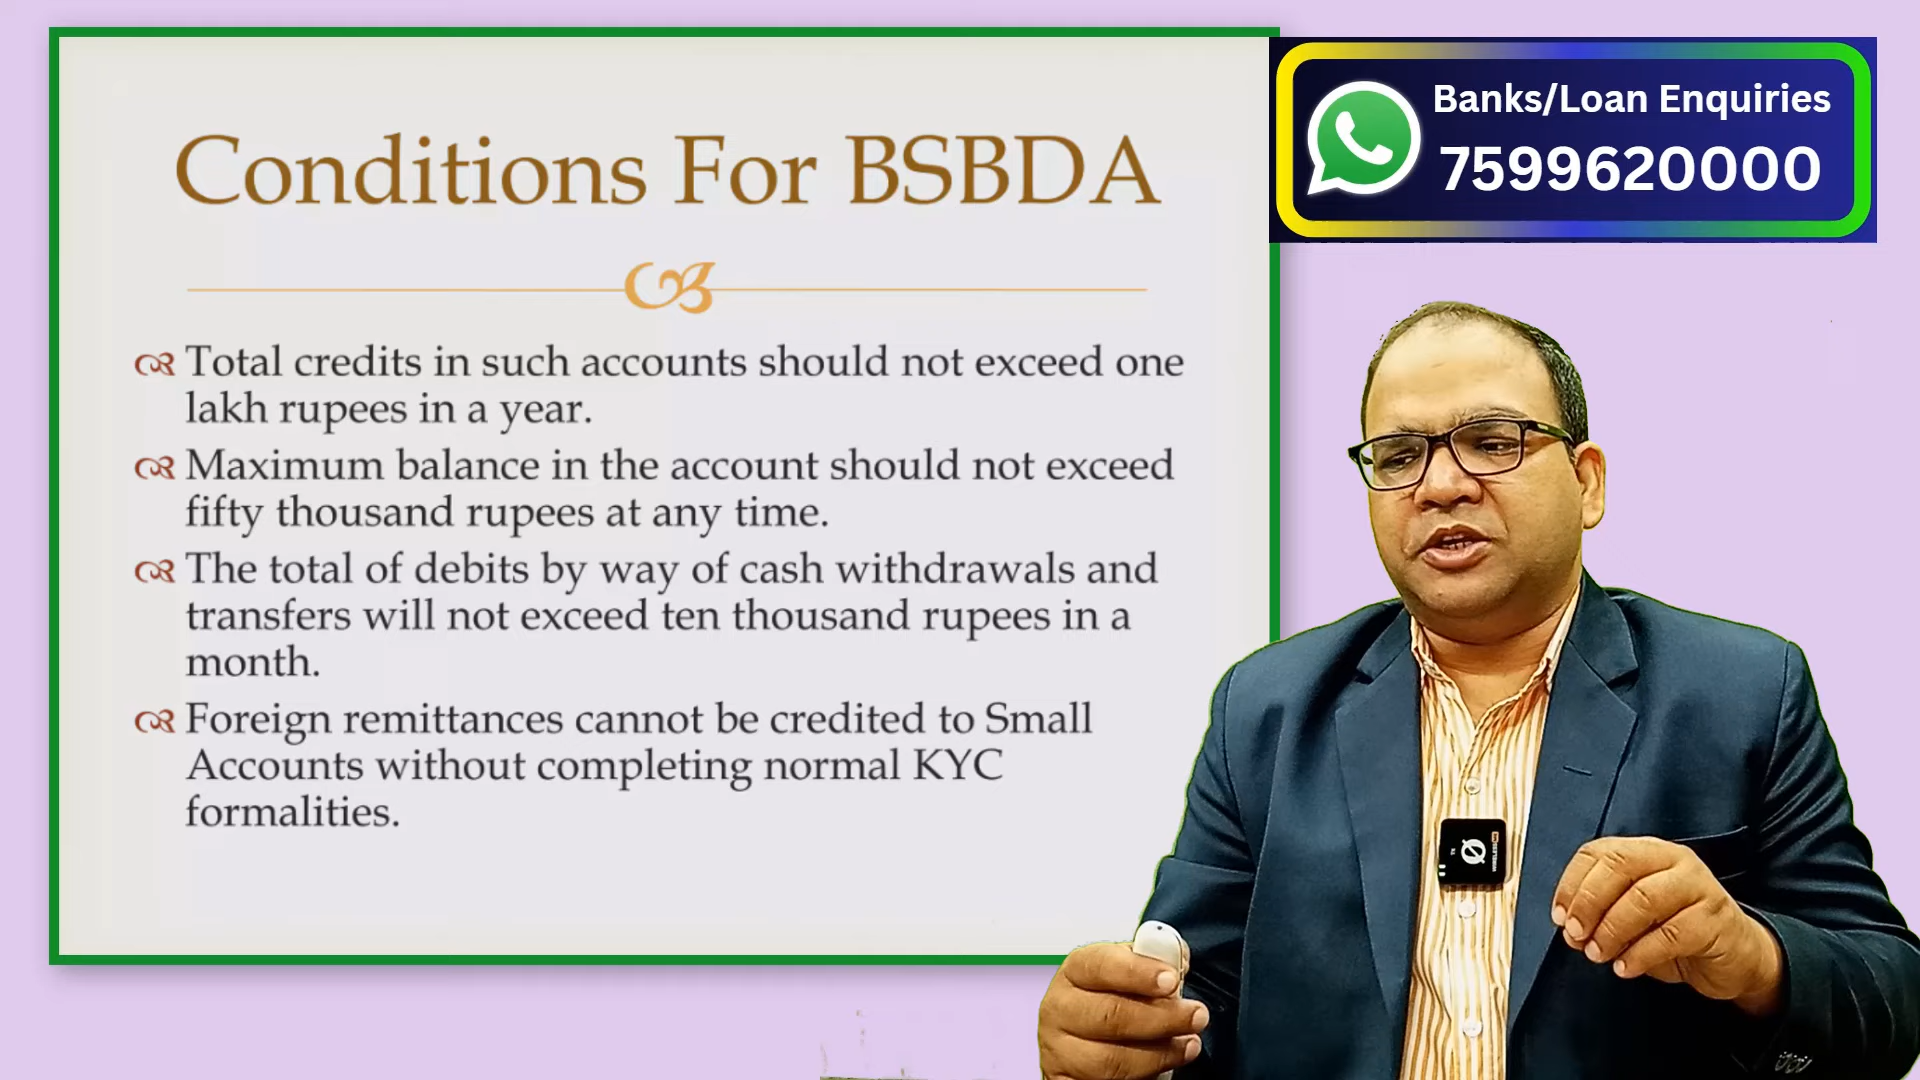 Conditions For BSBDA
Total credits in such accounts should not exceed one
lakh rupees in a year.
Maximum balance in the account should not exceed
fifty thousand rupees at any time.
The total of debits by way of cash withdrawals and
transfers will not exceed ten thousand rupees in a
month.
Foreign remittances cannot be credited to Small
Accounts without completing normal KYC
formalities.
Banks/Loan Enquiries
7599620000